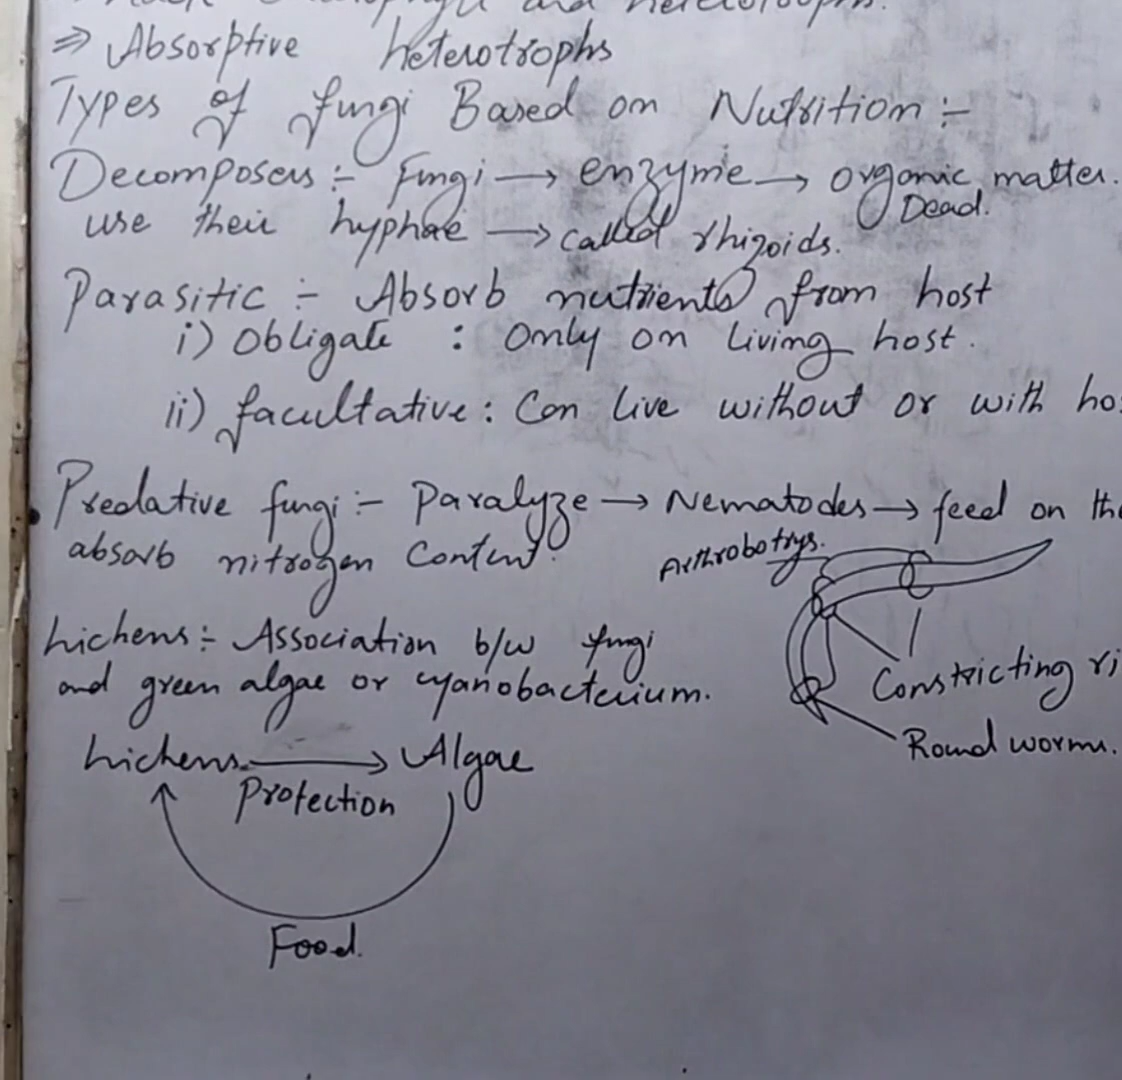 ⇒ Absorptive heterotrophs
Types of fungi Based on Nutrition :-
Decomposers :- Fungi → enzyme → organic matter.
Dead.
use their hyphae → called rhizoids.
Parasitic :- Absorb nutrients from host
i) Obligate : Only on living host.
ii) facultative : Can live without or with
Predative fungi :- Paralyze → Nematodes → feed on
absorb nitrogen Content.
Arthrobotrys.
Constricting
Round worms.
Lichens :- Association b/w fungi
and green algae or cyanobacterium.
Lichens → Algae
Protection
Food.